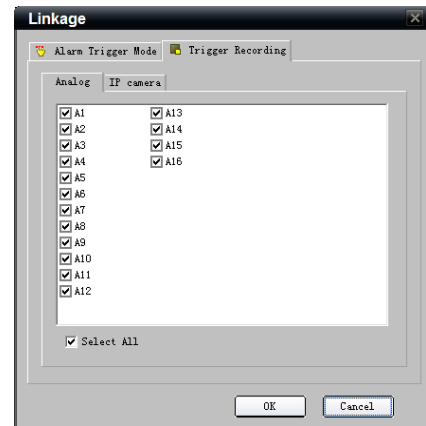 Linkage
Alarm Trigger Mode Trigger Recording
Analog IP camera
A1 A13
A2 A14
A3 A15
A4 A16
A5
A6
A7
A8
A9
A10
A11
A12
Select All
OK Cancel